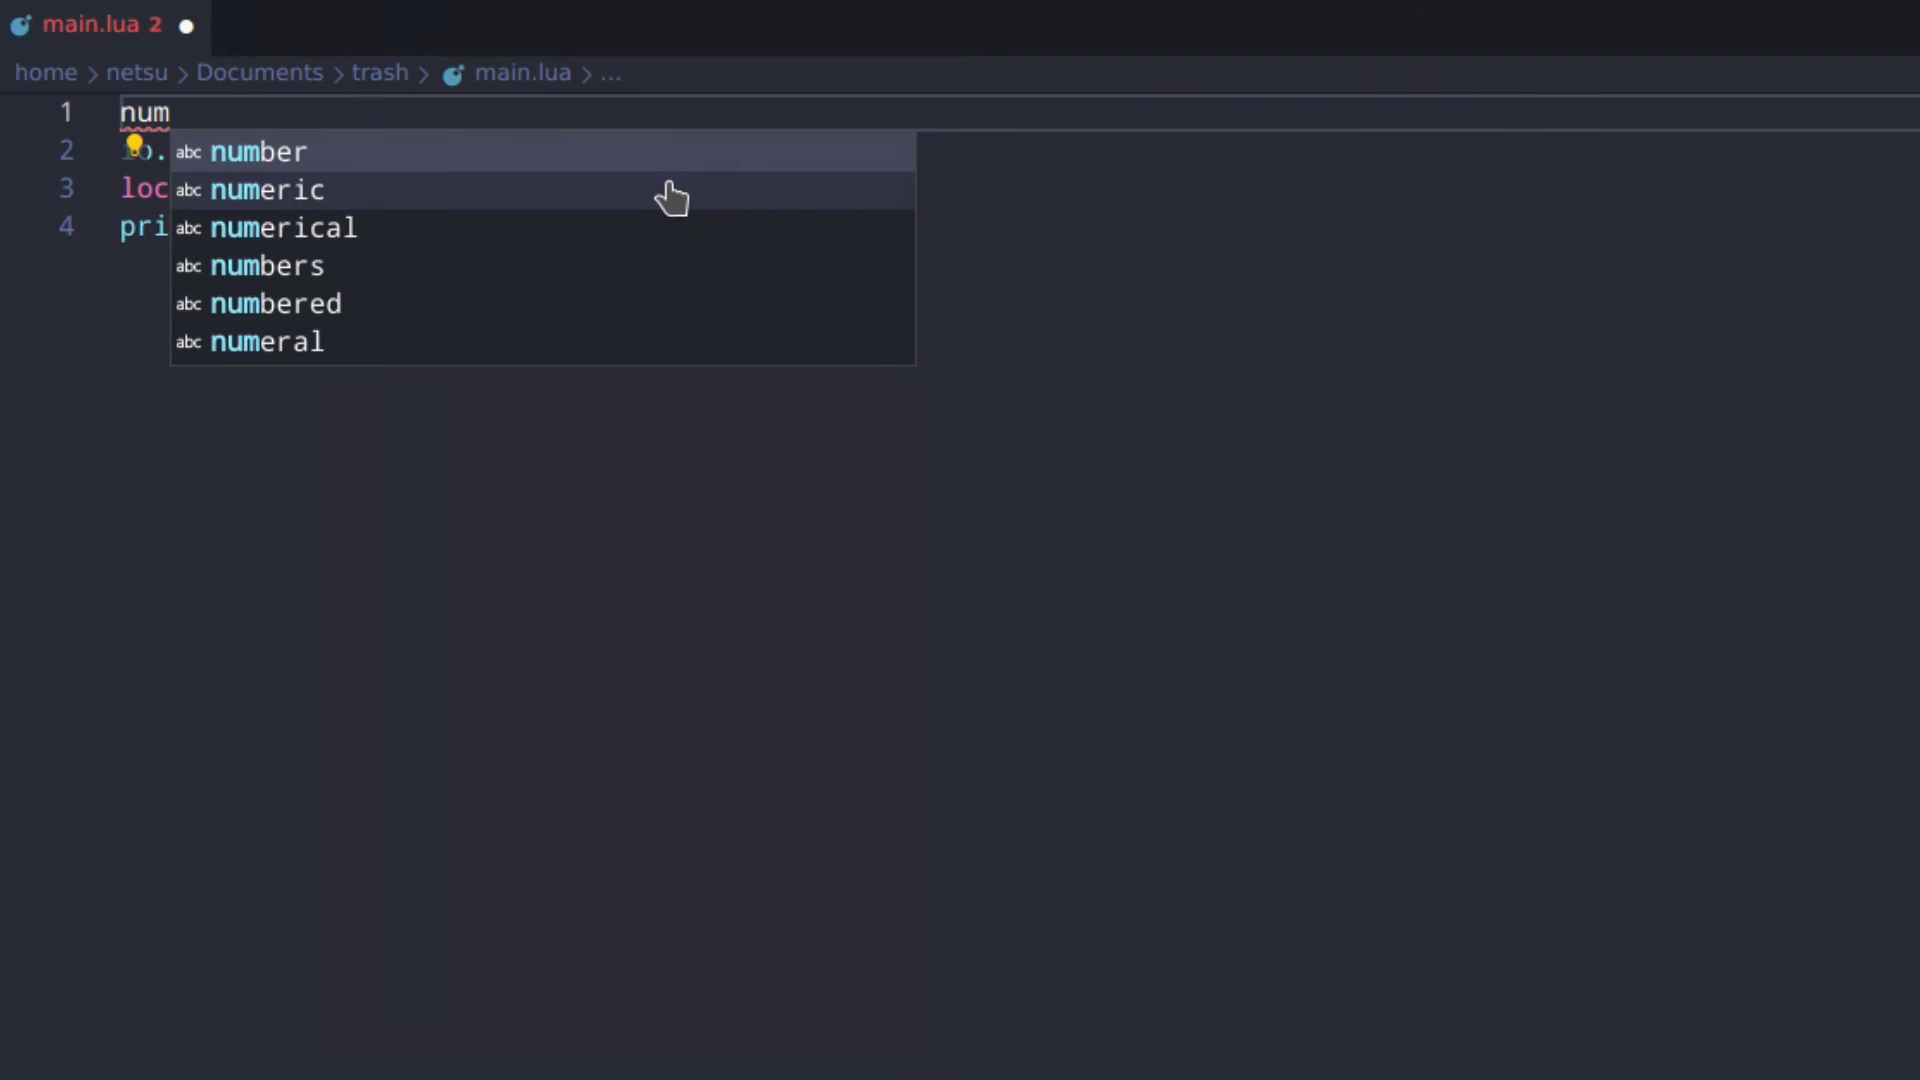 main.lua 2
home > netsu > Documents > trash > main.lua > ...
1 num
abc number
2 io.
abc numeric
3 loc
abc numerical
4 pri
abc numbers
abc numbered
abc numeral